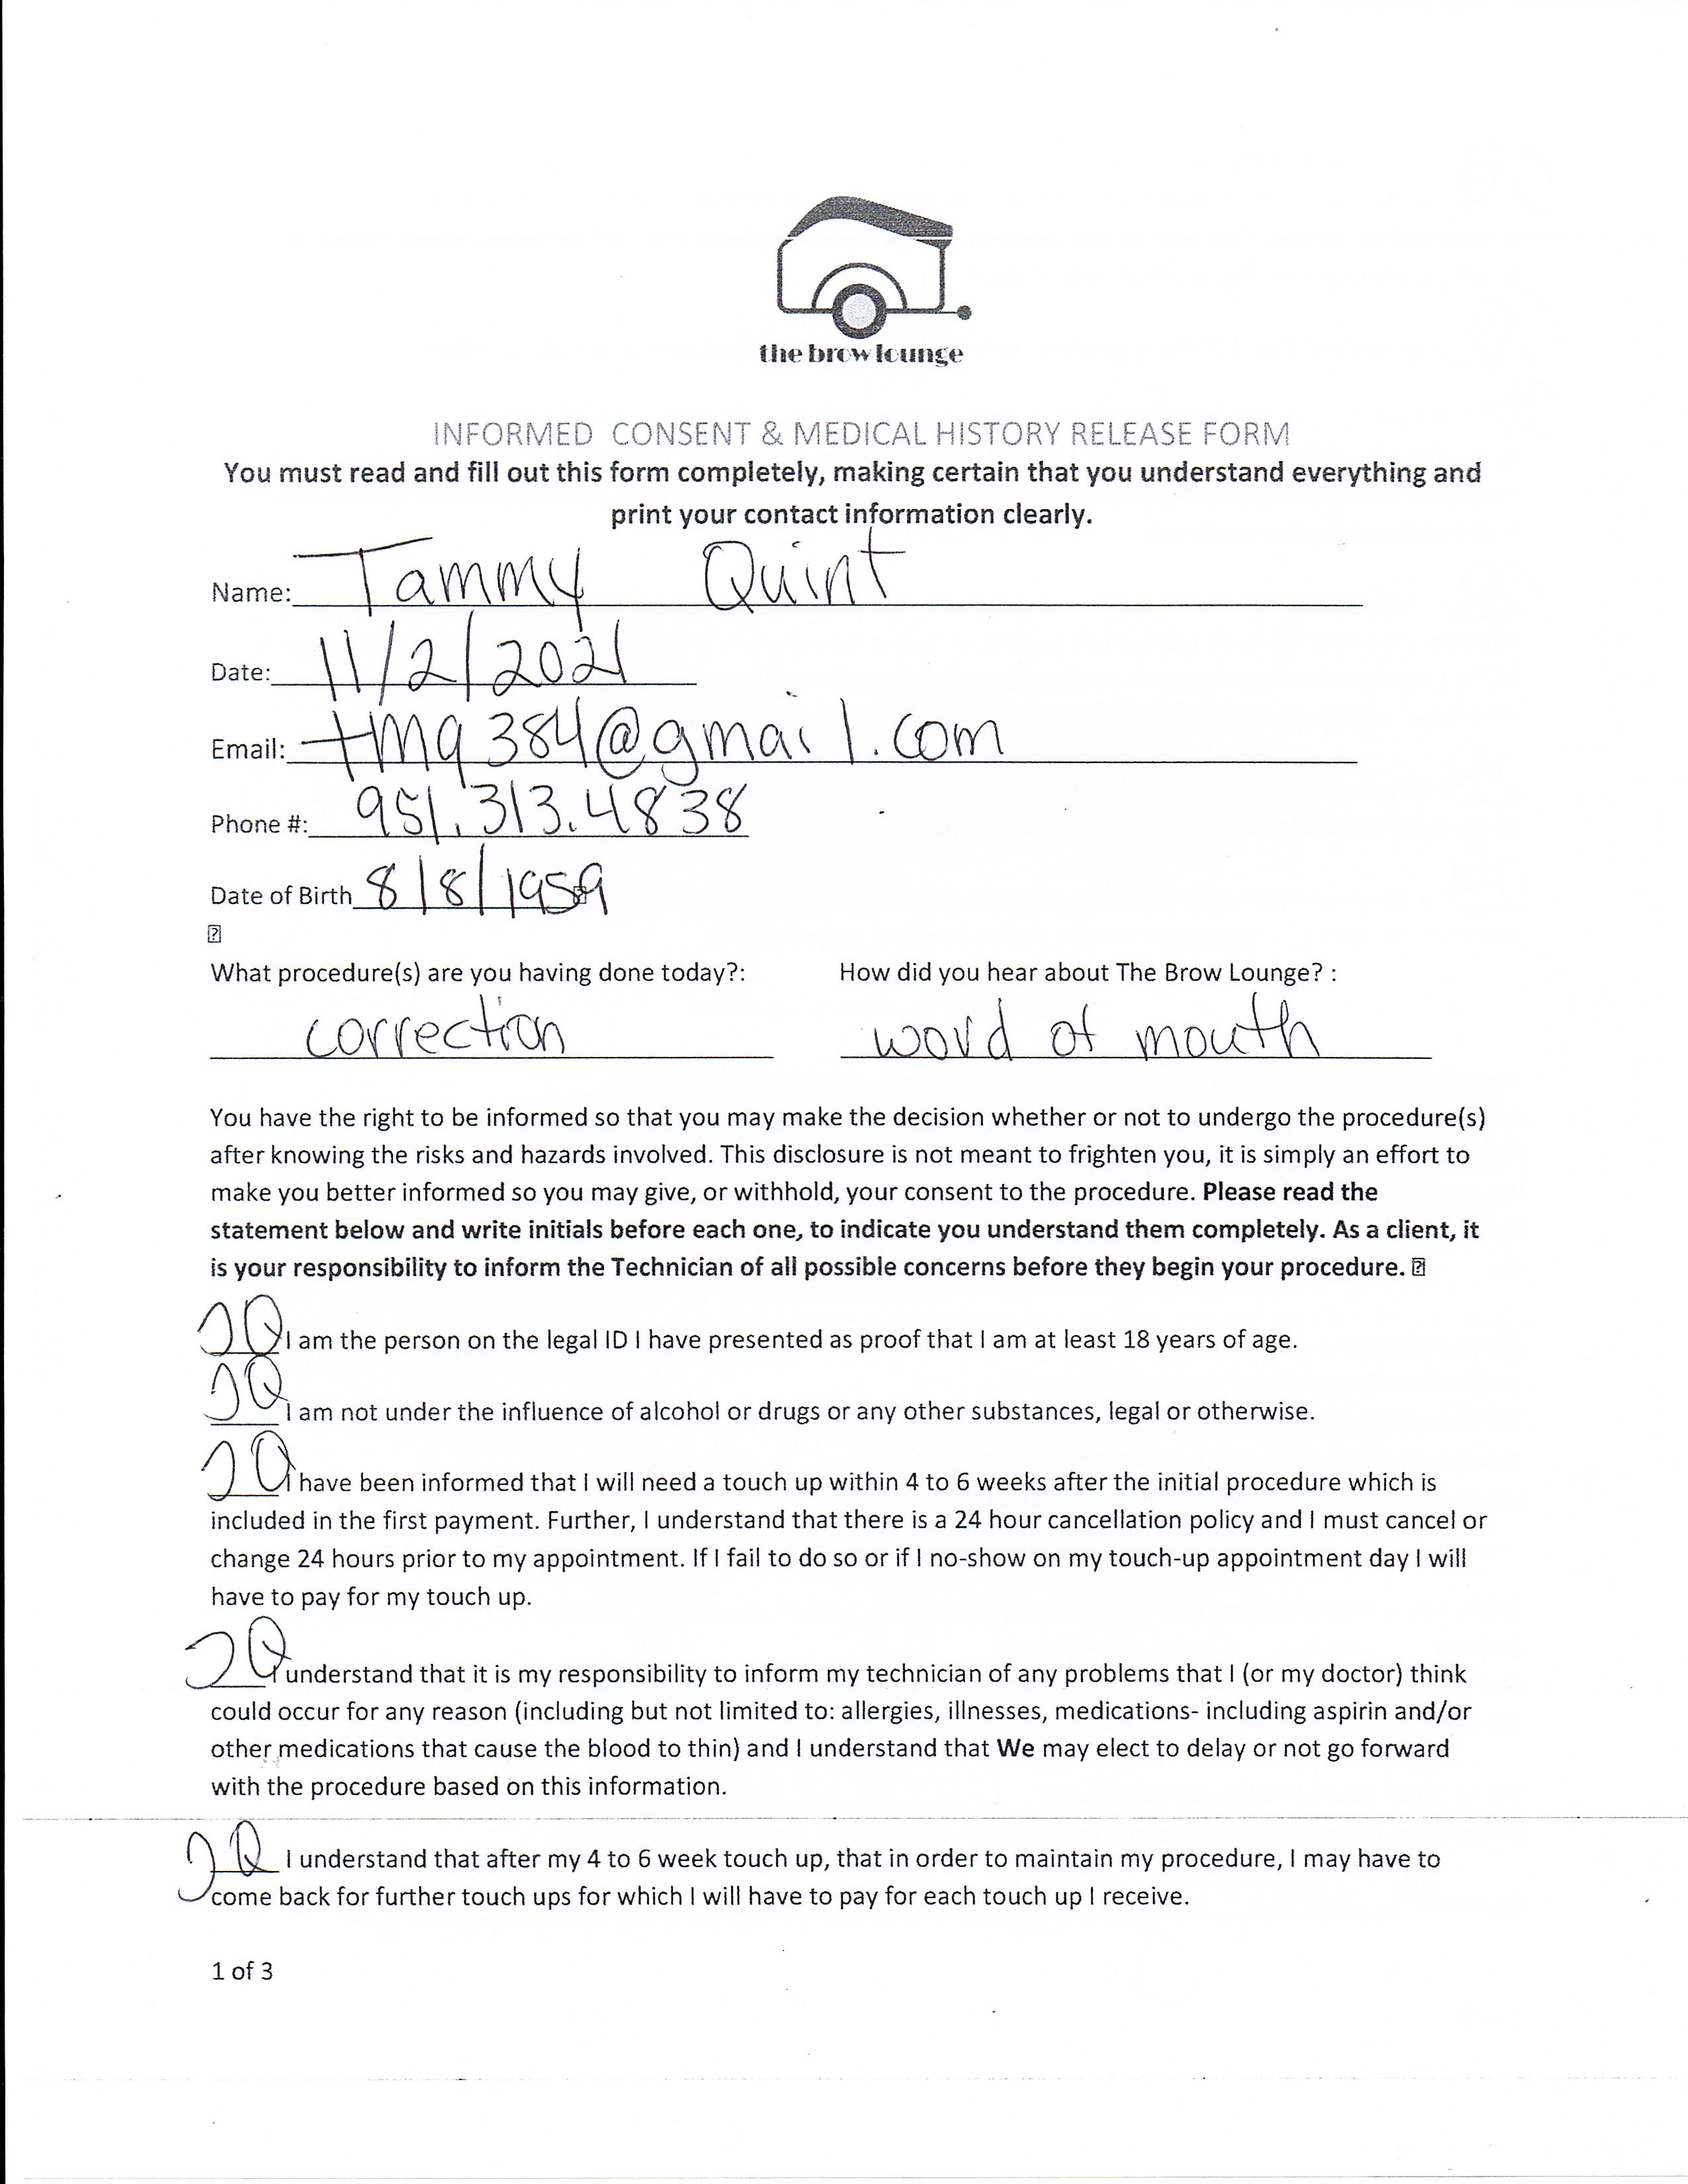 the brow lounge
INFORMED CONSENT & MEDICAL HISTORY RELEASE FORM
You must read and fill out this form completely, making certain that you understand everything and
print your contact information clearly.
Name: Tammy Quint
Date: 11/2/2021
Email: tmq384@gmail.com
Phone #: 951.313.4838
Date of Birth 8/8/1959
What procedure(s) are you having done today?: How did you hear about The Brow Lounge? :
correction word of mouth
You have the right to be informed so that you may make the decision whether or not to undergo the procedure(s)
after knowing the risks and hazards involved. This disclosure is not meant to frighten you, it is simply an effort to
make you better informed so you may give, or withhold, your consent to the procedure. Please read the
statement below and write initials before each one, to indicate you understand them completely. As a client, it
is your responsibility to inform the Technician of all possible concerns before they begin your procedure.
JQ I am the person on the legal ID I have presented as proof that I am at least 18 years of age.
JQ I am not under the influence of alcohol or drugs or any other substances, legal or otherwise.
JQ I have been informed that I will need a touch up within 4 to 6 weeks after the initial procedure which is
included in the first payment. Further, I understand that there is a 24 hour cancellation policy and I must cancel or
change 24 hours prior to my appointment. If I fail to do so or if I no-show on my touch-up appointment day I will
have to pay for my touch up.
JQ I understand that it is my responsibility to inform my technician of any problems that I (or my doctor) think
could occur for any reason (including but not limited to: allergies, illnesses, medications- including aspirin and/or
other medications that cause the blood to thin) and I understand that We may elect to delay or not go forward
with the procedure based on this information.
JQ I understand that after my 4 to 6 week touch up, that in order to maintain my procedure, I may have to
come back for further touch ups for which I will have to pay for each touch up I receive.
1 of 3